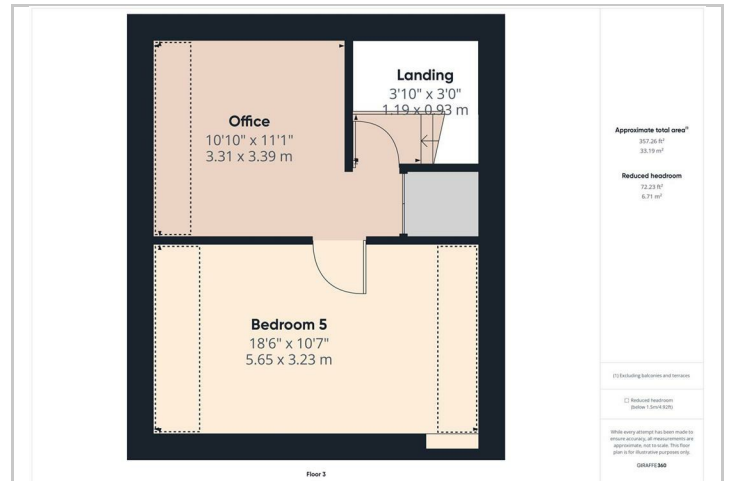 Office
10'10" x 11'1"
3.31 x 3.39 m
Landing
3'10" x 3'0"
1.19 x 0.93 m
Bedroom 5
18'6" x 10'7"
5.65 x 3.23 m
Floor 3
Approximate total area(1)
357.26 ft²
33.19 m²
Reduced headroom
72.23 ft²
6.71 m²
(1) Excluding balconies and terraces
Reduced headroom
(below 1.5m/4.92ft)
While every attempt has been made to
ensure accuracy, all measurements are
approximate, not to scale. This floor
plan is for illustrative purposes only.
GIRAFFE360